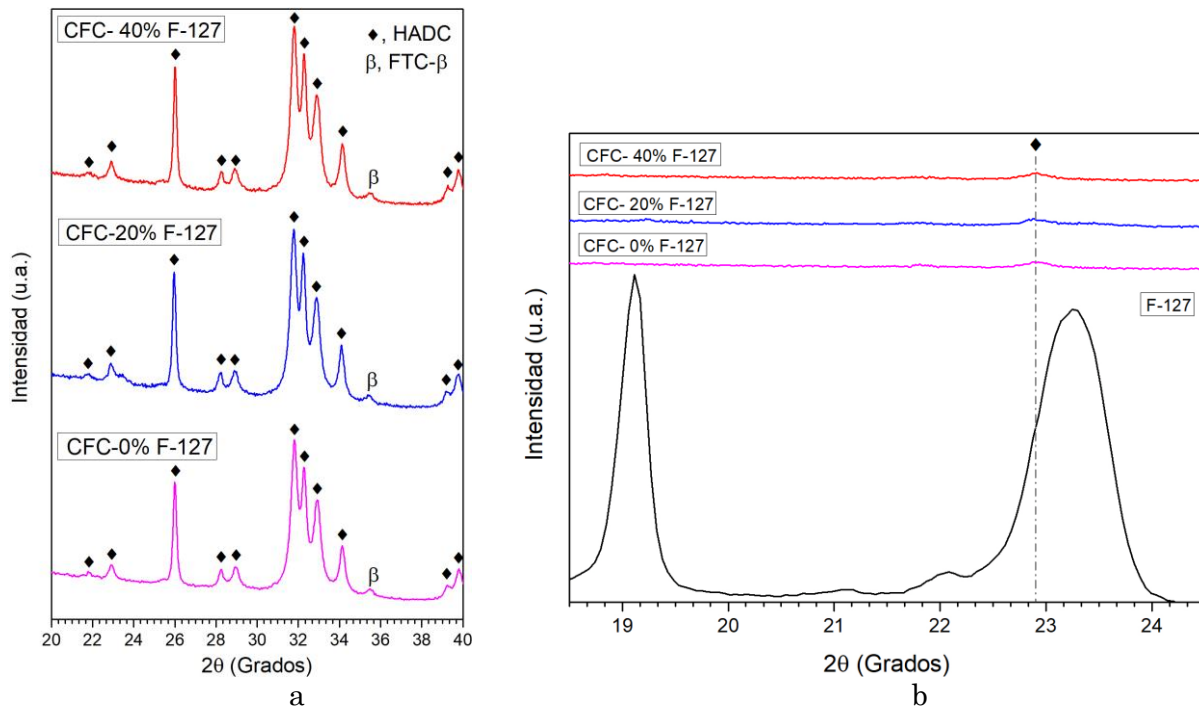 CFC- 40% F-127
♦, HADC
β, FTC-β
β
CFC-20% F-127
β
CFC-0% F-127
β
Intensidad (u.a.)
20 22 24 26 28 30 32 34 36 38 40
2θ (Grados)
a
CFC- 40% F-127
CFC- 20% F-127
CFC- 0% F-127
F-127
Intensidad (u.a.)
19 20 21 22 23 24
2θ (Grados)
b